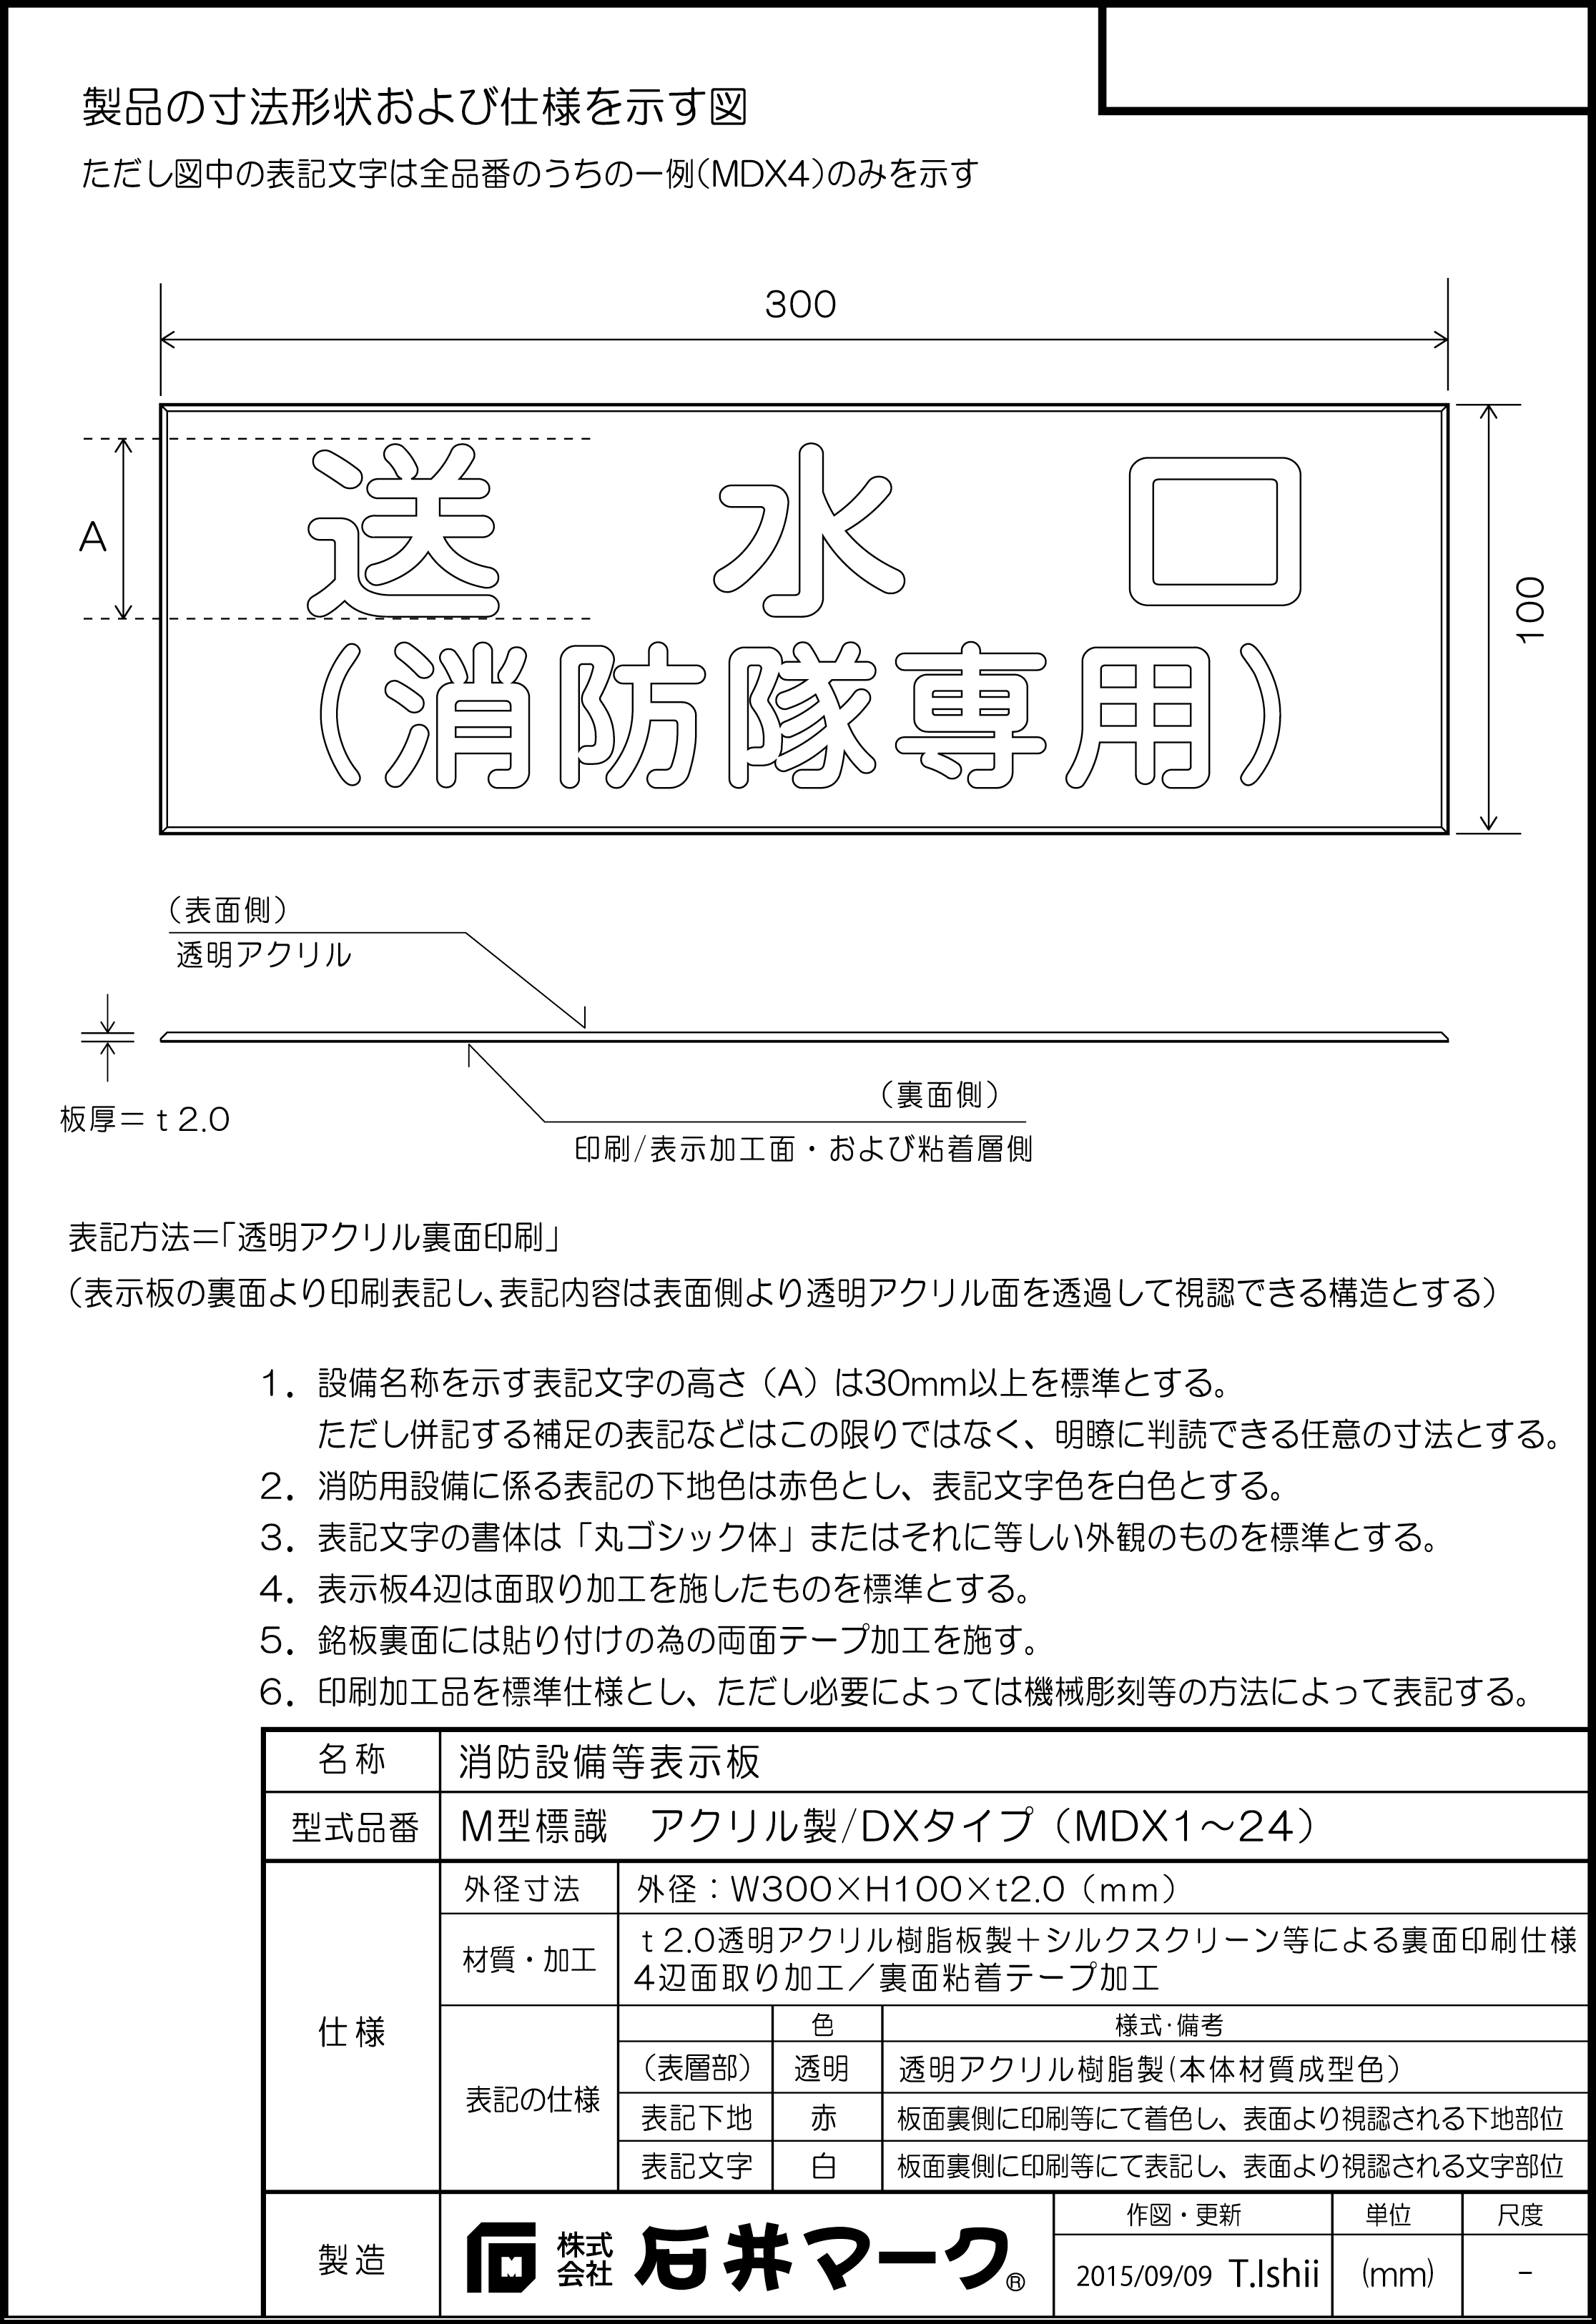 製品の寸法形状および仕様を示す図
ただし図中の表記文字は全品番のうちの一例(MDX4)のみを示す
300
A
送 水 口
（消防隊専用）
100
（表面側）
透明アクリル
板厚＝ｔ2.0
（裏面側）
印刷/表示加工面・および粘着層側
表記方法＝「透明アクリル裏面印刷」
（表示板の裏面より印刷表記し、表記内容は表面側より透明アクリル面を透過して視認できる構造とする）
1．設備名称を示す表記文字の高さ（A）は30mm以上を標準とする。
ただし併記する補足の表記などはこの限りではなく、明瞭に判読できる任意の寸法とする。
2．消防用設備に係る表記の下地色は赤色とし、表記文字色を白色とする。
3．表記文字の書体は「丸ゴシック体」またはそれに等しい外観のものを標準とする。
4．表示板4辺は面取り加工を施したものを標準とする。
5．銘板裏面には貼り付けの為の両面テープ加工を施す。
6．印刷加工品を標準仕様とし、ただし必要によっては機械彫刻等の方法によって表記する。
名称 消防設備等表示板
型式品番 M型標識　アクリル製/DXタイプ（MDX1～24）
仕様
外径寸法 外径：W300×H100×t2.0（mm）
材質・加工
ｔ2.0透明アクリル樹脂板製＋シルクスクリーン等による裏面印刷仕様
4辺面取り加工／裏面粘着テープ加工
表記の仕様
色 様式･備考
（表層部） 透明 透明アクリル樹脂製(本体材質成型色）
表記下地 赤 板面裏側に印刷等にて着色し、表面より視認される下地部位
表記文字 白 板面裏側に印刷等にて表記し、表面より視認される文字部位
製造
株式会社 石井マーク®
作図・更新 単位 尺度
2015/09/09 T.Ishii (mm) −